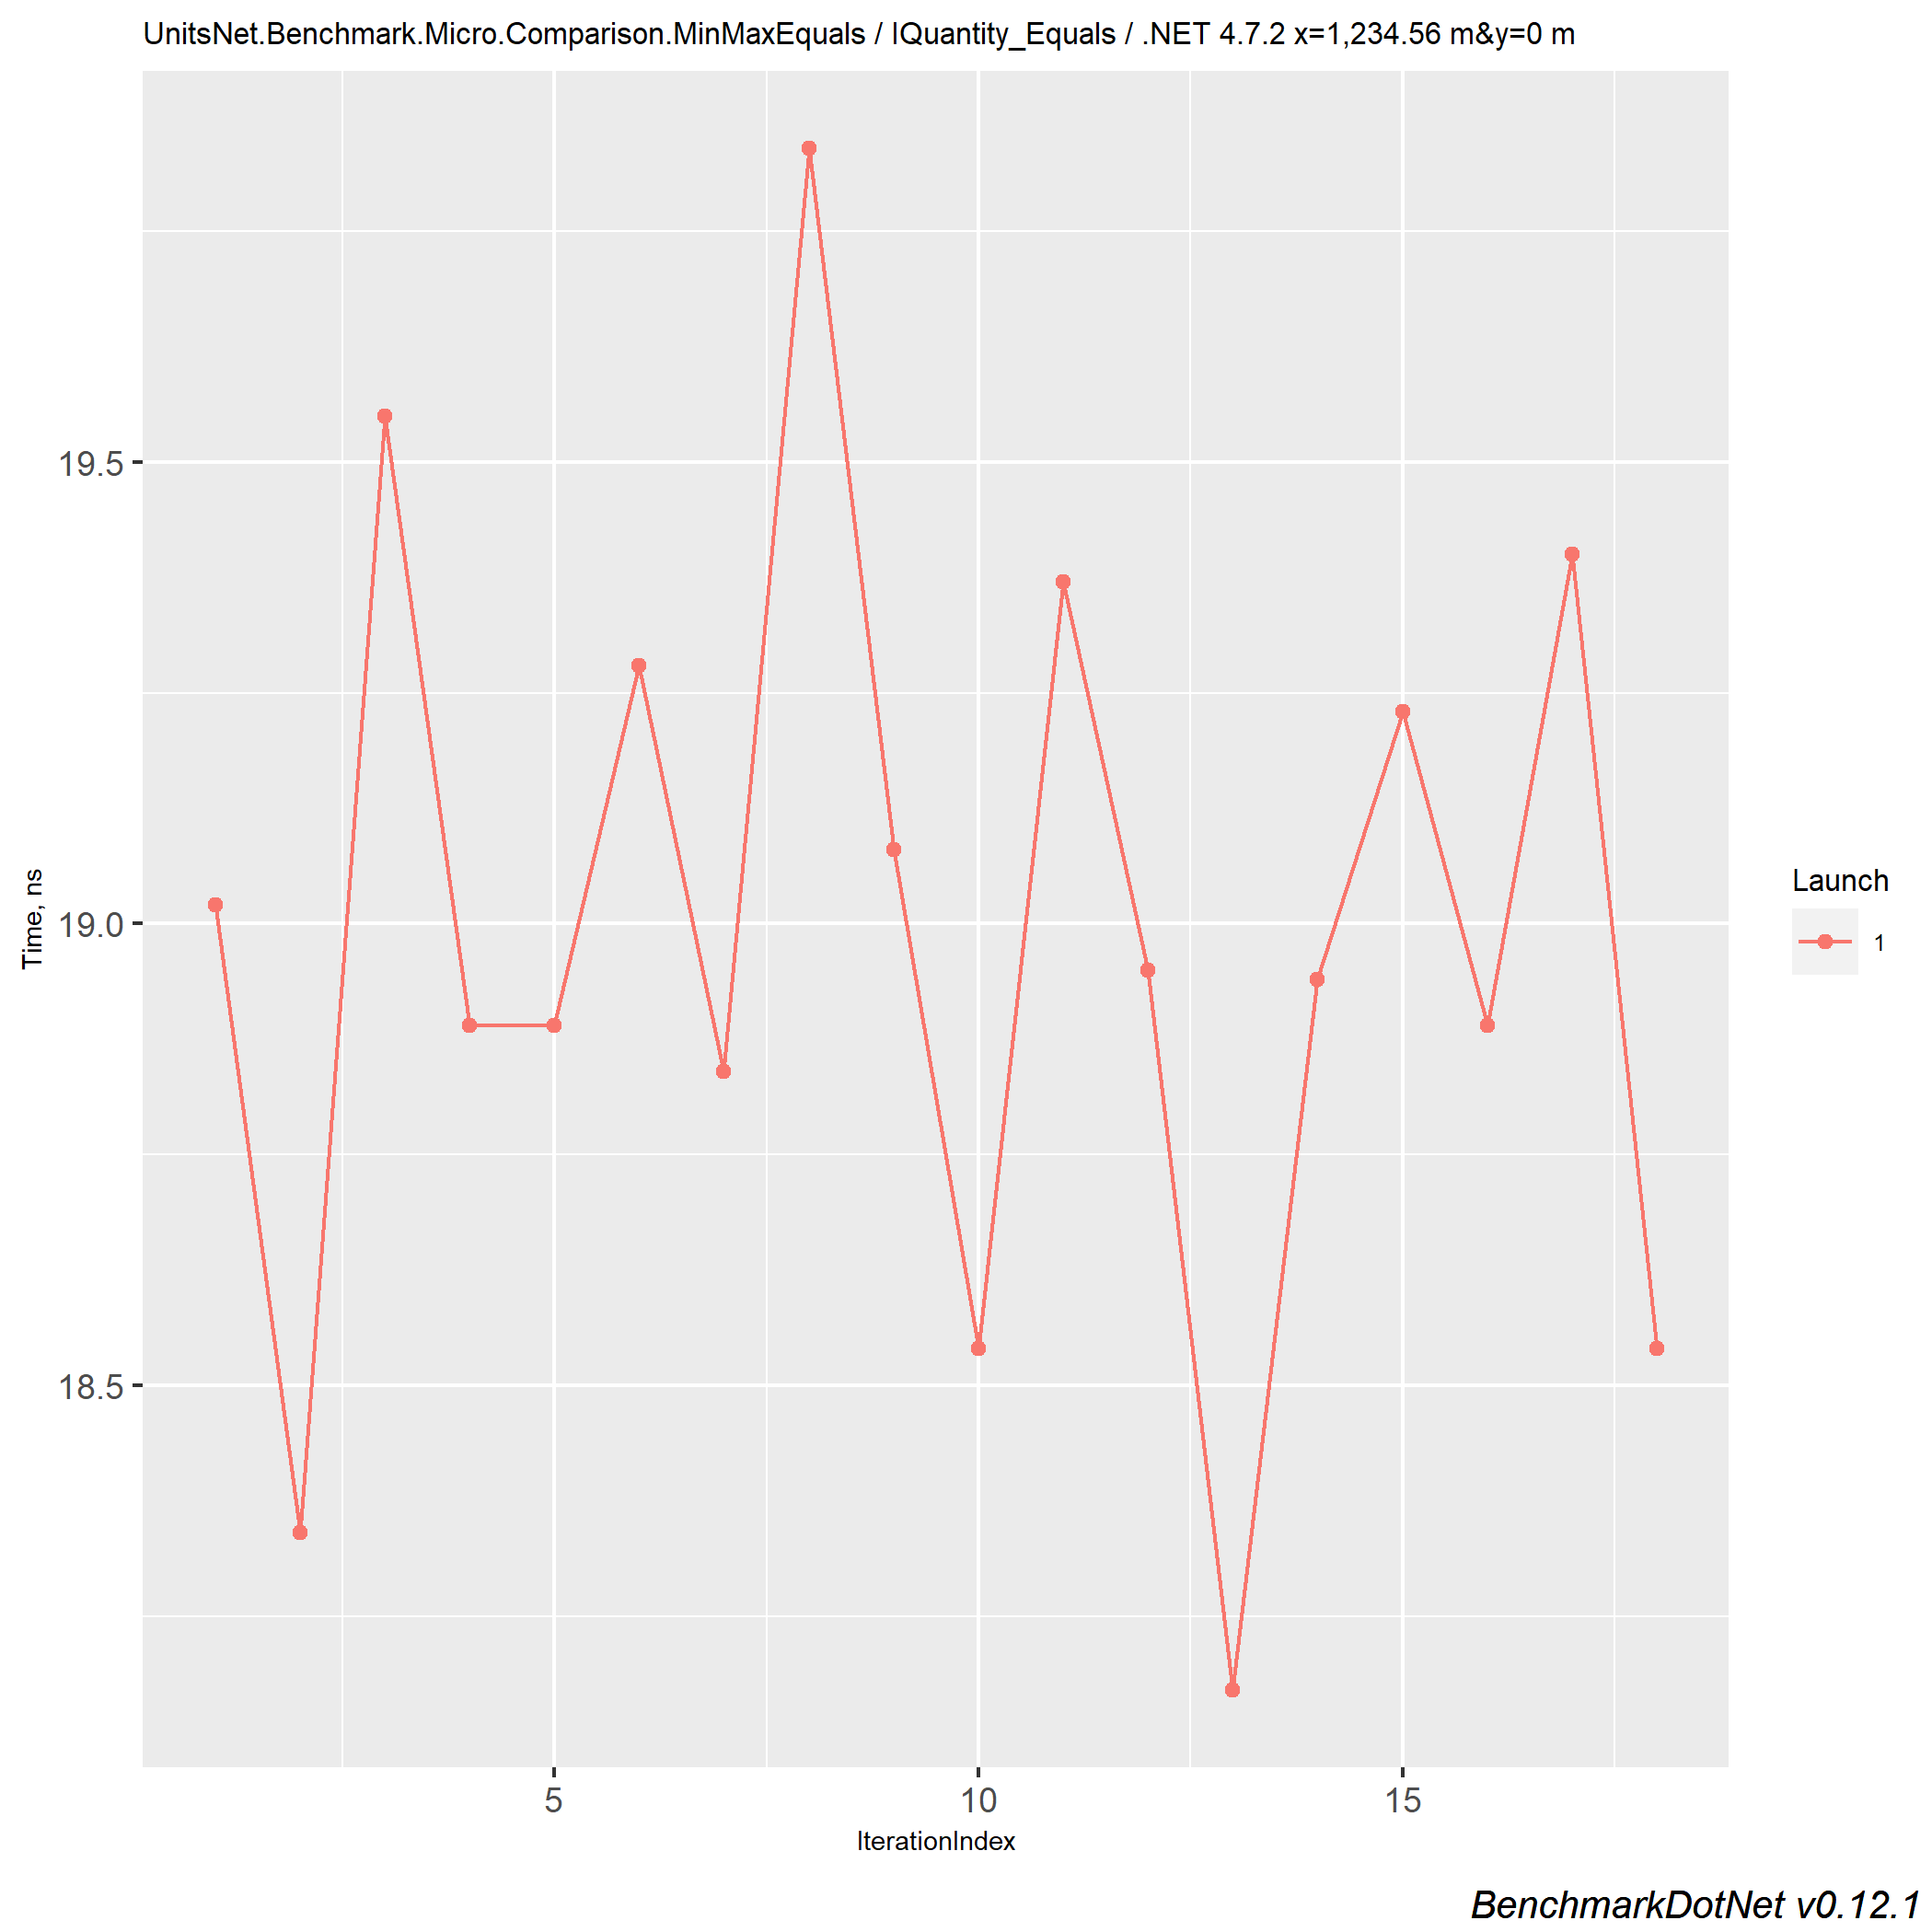 UnitsNet.Benchmark.Micro.Comparison.MinMaxEquals / IQuantity_Equals / .NET 4.7.2 x=1,234.56 m&y=0 m
Time, ns
19.5
19.0
18.5
5 10 15
IterationIndex
Launch
1
BenchmarkDotNet v0.12.1